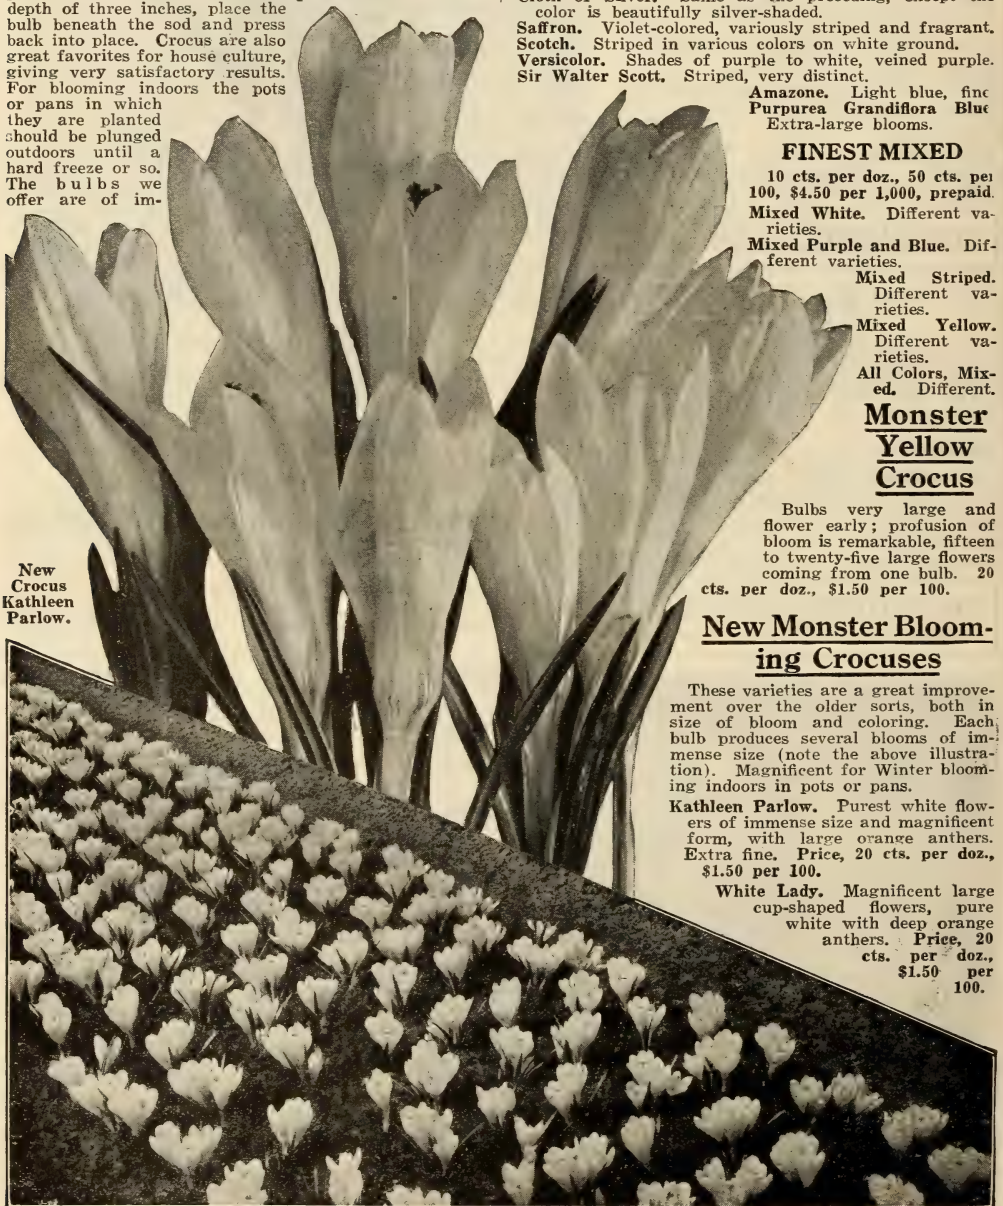 depth of three inches, place the
bulb beneath the sod and press
back into place. Crocus are also
great favorites for house culture,
giving very satisfactory results.
For blooming indoors the pots
or pans in which
they are planted
should be plunged
outdoors until a
hard freeze or so.
The bulbs we
offer are of im-
color is beautifully silver-shaded.
Saffron. Violet-colored, variously striped and fragrant.
Scotch. Striped in various colors on white ground.
Versicolor. Shades of purple to white, veined purple.
Sir Walter Scott. Striped, very distinct.
Amazone. Light blue, fine
Purpurea Grandiflora Blue
Extra-large blooms.
FINEST MIXED
10 cts. per doz., 50 cts. per
100, $4.50 per 1,000, prepaid.
Mixed White. Different va-
rieties.
Mixed Purple and Blue. Dif-
ferent varieties.
Mixed Striped.
Different va-
rieties.
Mixed Yellow.
Different va-
rieties.
All Colors, Mix-
ed. Different.
Monster
Yellow
Crocus
Bulbs very large and
flower early; profusion of
bloom is remarkable, fifteen
to twenty-five large flowers
coming from one bulb. 20
cts. per doz., $1.50 per 100.
New
Crocus
Kathleen
Parlow.
New Monster Bloom-
ing Crocuses
These varieties are a great improve-
ment over the older sorts, both in
size of bloom and coloring. Each
bulb produces several blooms of im-
mense size (note the above illustra-
tion). Magnificent for Winter bloom-
ing indoors in pots or pans.
Kathleen Parlow. Purest white flow-
ers of immense size and magnificent
form, with large orange anthers.
Extra fine. Price, 20 cts. per doz.,
$1.50 per 100.
White Lady. Magnificent large
cup-shaped flowers, pure
white with deep orange
anthers. Price, 20
cts. per doz.,
$1.50 per
100.